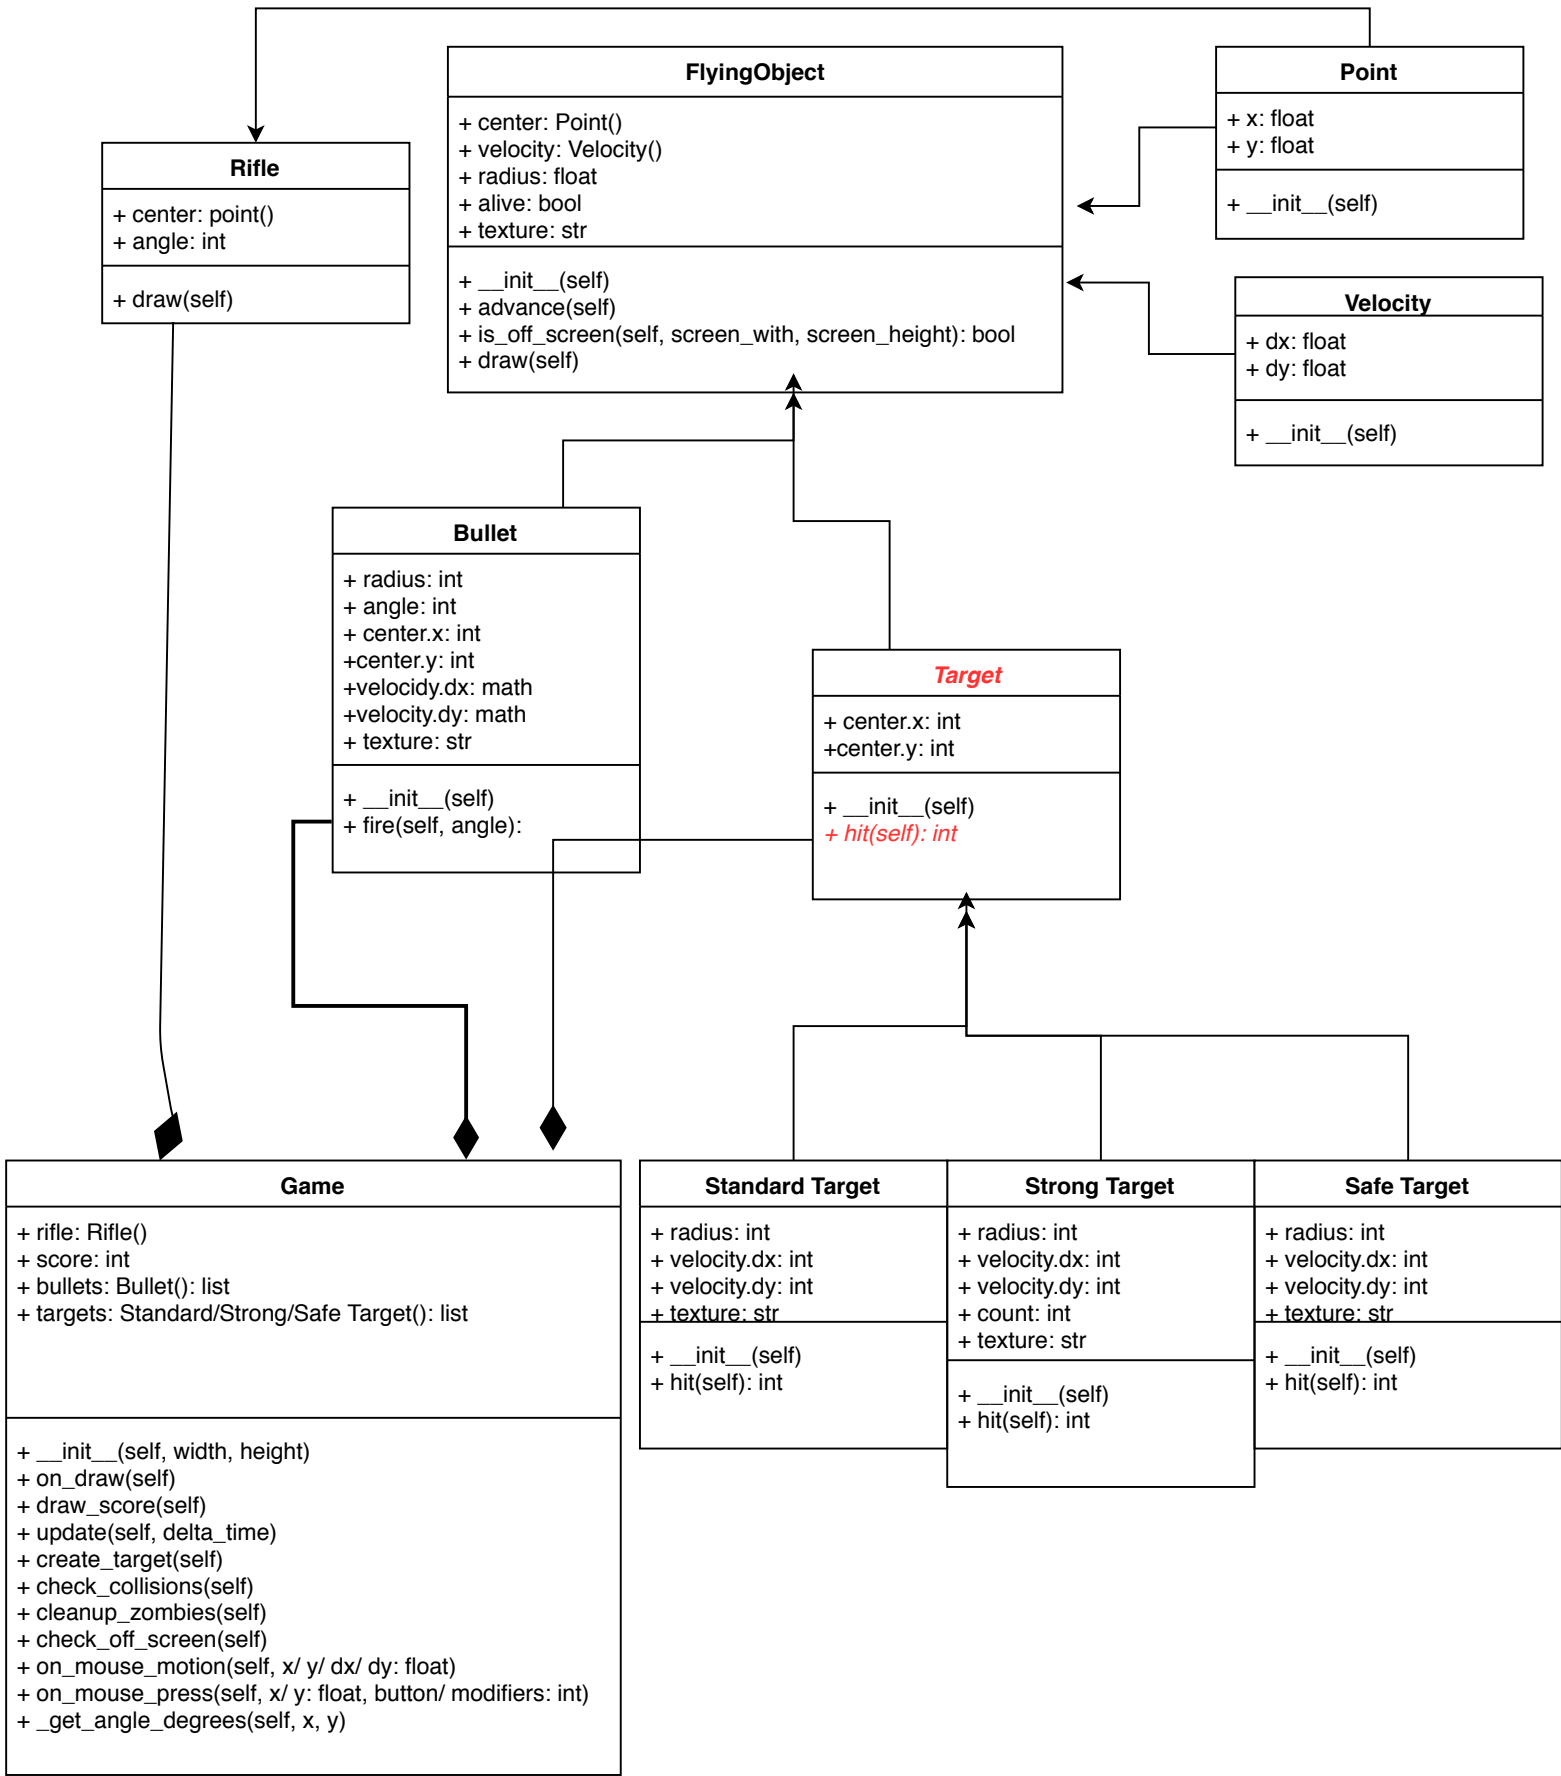 FlyingObject
+ center: Point()
+ velocity: Velocity()
+ radius: float
+ alive: bool
+ texture: str
+ __init__(self)
+ advance(self)
+ is_off_screen(self, screen_with, screen_height): bool
+ draw(self)
Point
+ x: float
+ y: float
+ __init__(self)
Rifle
+ center: point()
+ angle: int
+ draw(self)
Velocity
+ dx: float
+ dy: float
+ __init__(self)
Bullet
+ radius: int
+ angle: int
+ center.x: int
+center.y: int
+velocidy.dx: math
+velocity.dy: math
+ texture: str
+ __init__(self)
+ fire(self, angle):
Target
+ center.x: int
+center.y: int
+ __init__(self)
+ hit(self): int
Game
+ rifle: Rifle()
+ score: int
+ bullets: Bullet(): list
+ targets: Standard/Strong/Safe Target(): list
+ __init__(self, width, height)
+ on_draw(self)
+ draw_score(self)
+ update(self, delta_time)
+ create_target(self)
+ check_collisions(self)
+ cleanup_zombies(self)
+ check_off_screen(self)
+ on_mouse_motion(self, x/ y/ dx/ dy: float)
+ on_mouse_press(self, x/ y: float, button/ modifiers: int)
+ _get_angle_degrees(self, x, y)
Standard Target
+ radius: int
+ velocity.dx: int
+ velocity.dy: int
+ texture: str
+ __init__(self)
+ hit(self): int
Strong Target
+ radius: int
+ velocity.dx: int
+ velocity.dy: int
+ count: int
+ texture: str
+ __init__(self)
+ hit(self): int
Safe Target
+ radius: int
+ velocity.dx: int
+ velocity.dy: int
+ texture: str
+ __init__(self)
+ hit(self): int